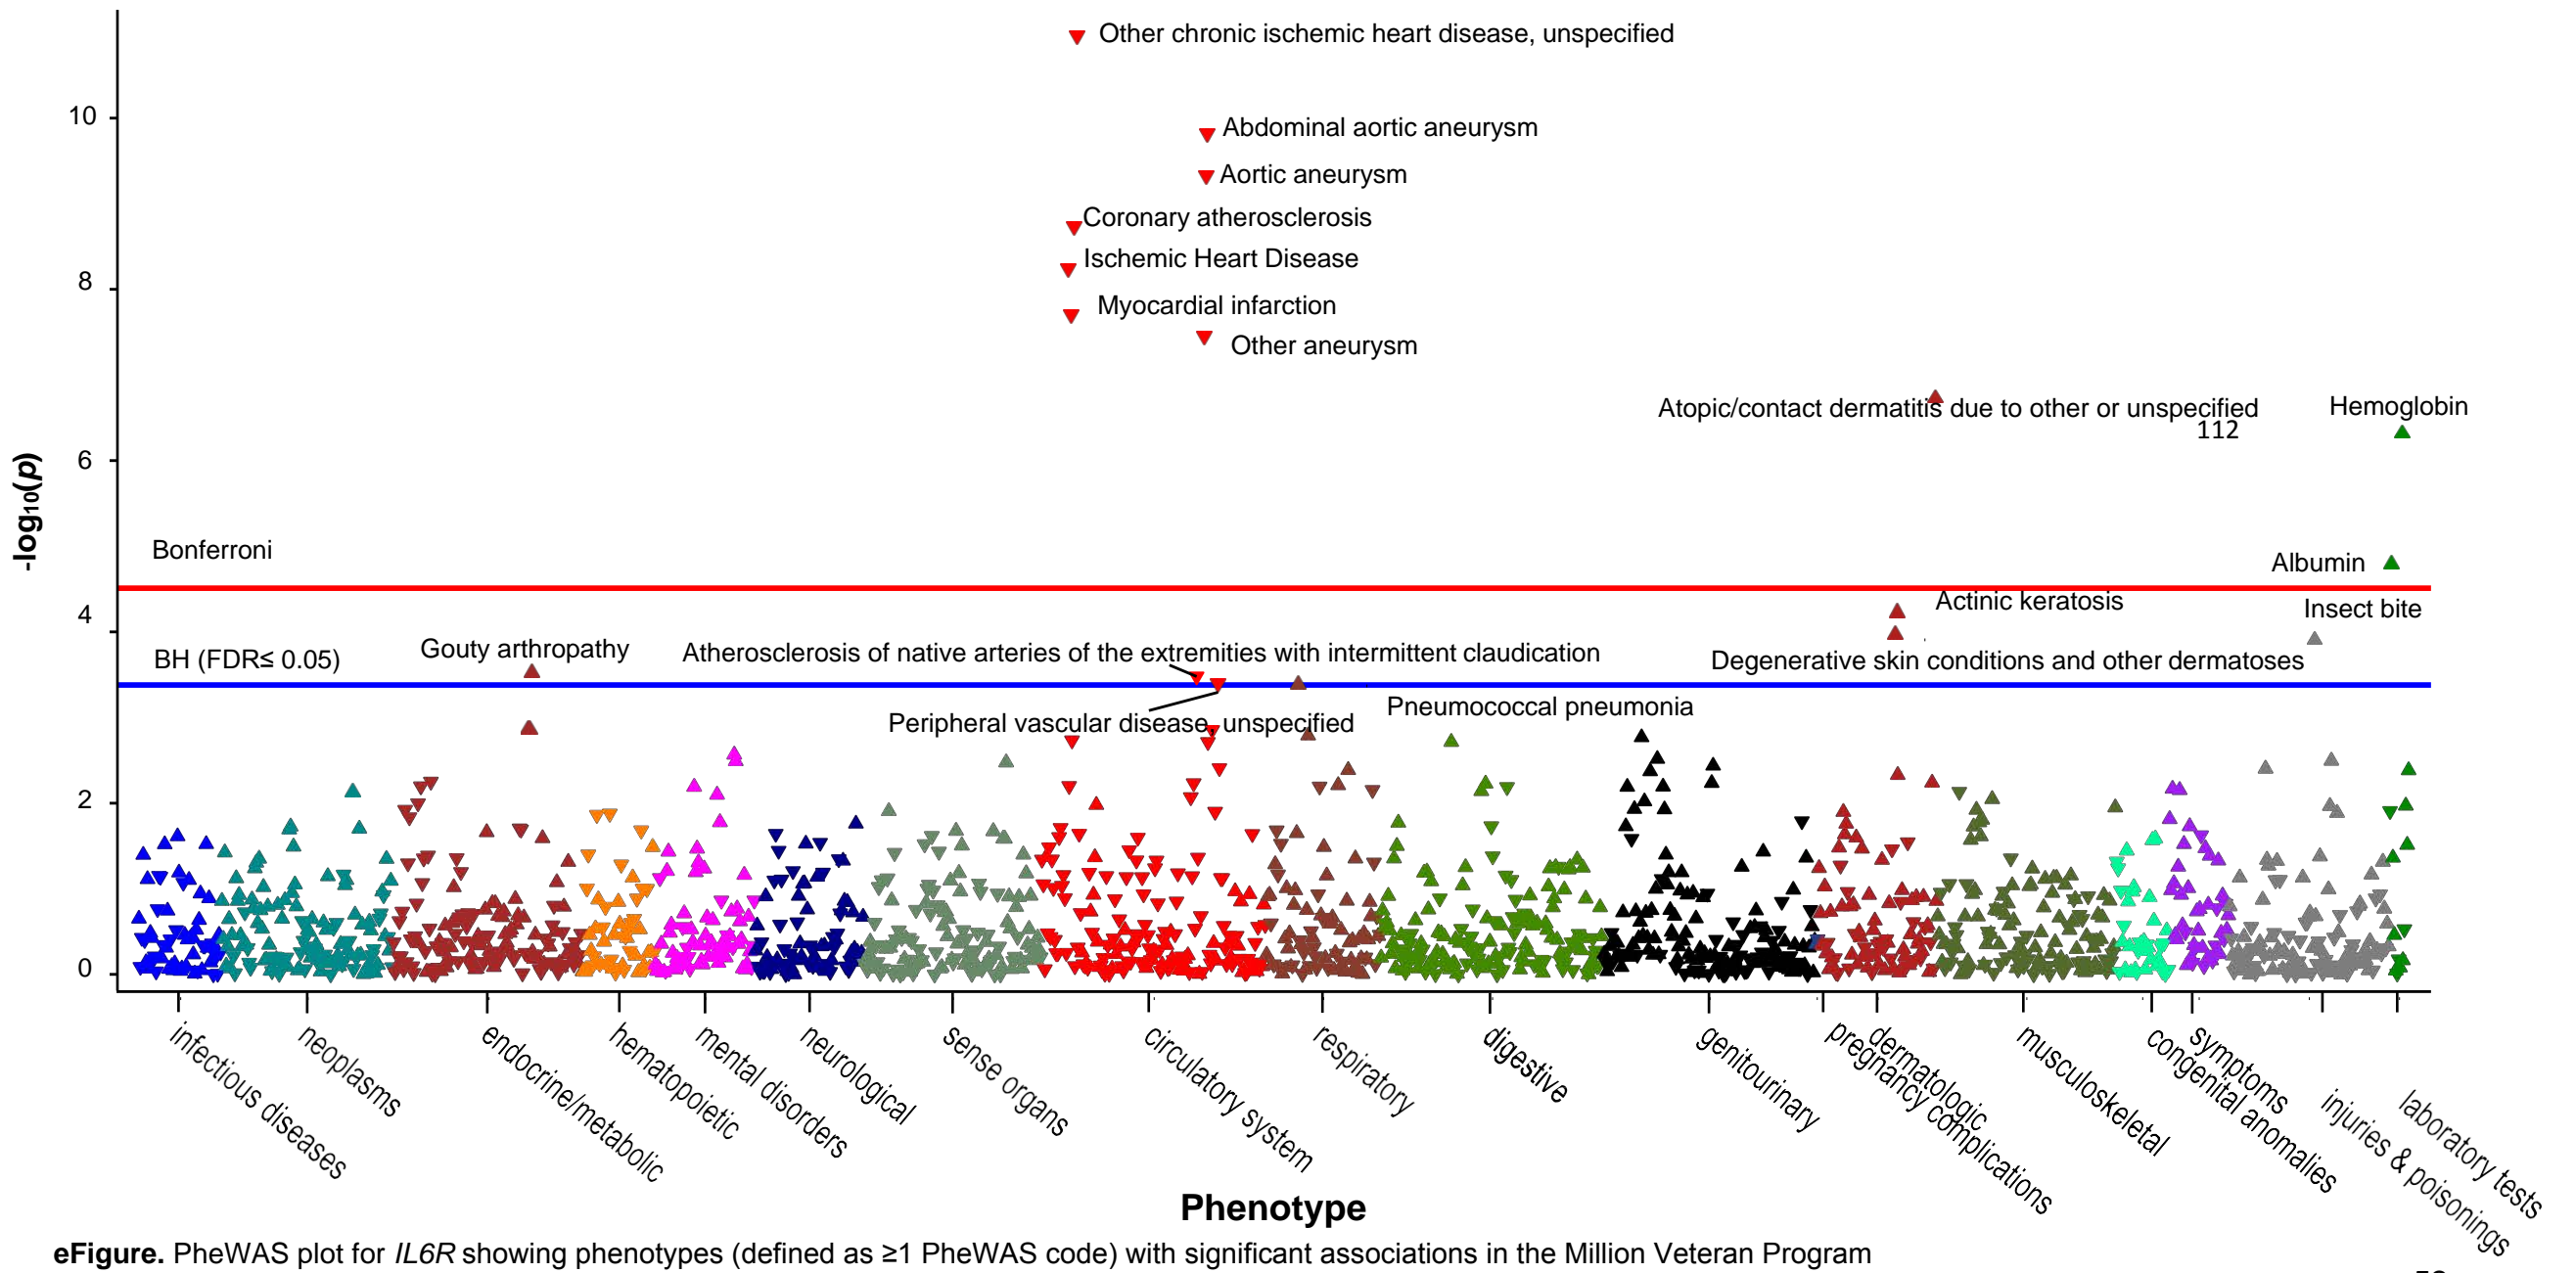 Other chronic ischemic heart disease, unspecified
10
Abdominal aortic aneurysm
Aortic aneurysm
Coronary atherosclerosis
Ischemic Heart Disease
8
Myocardial infarction
Other aneurysm
Atopic/contact dermatitis due to other or unspecified
Hemoglobin
112
6
-log10(p)
Bonferroni
Albumin
4
Actinic keratosis
Insect bite
Gouty arthropathy
Atherosclerosis of native arteries of the extremities with intermittent claudication
BH (FDR≤ 0.05)
Degenerative skin conditions and other dermatoses
Pneumococcal pneumonia
Peripheral vascular disease, unspecified
2
0
infectious diseases
neoplasms
endocrine/metabolic
hematopoietic
mental disorders
neurological
sense organs
circulatory system
respiratory
digestive
genitourinary
pregnancy complications
dermatologic
musculoskeletal
congenital anomalies
symptoms
injuries & poisonings
laboratory tests
Phenotype
eFigure. PheWAS plot for IL6R showing phenotypes (defined as ≥1 PheWAS code) with significant associations in the Million Veteran Program